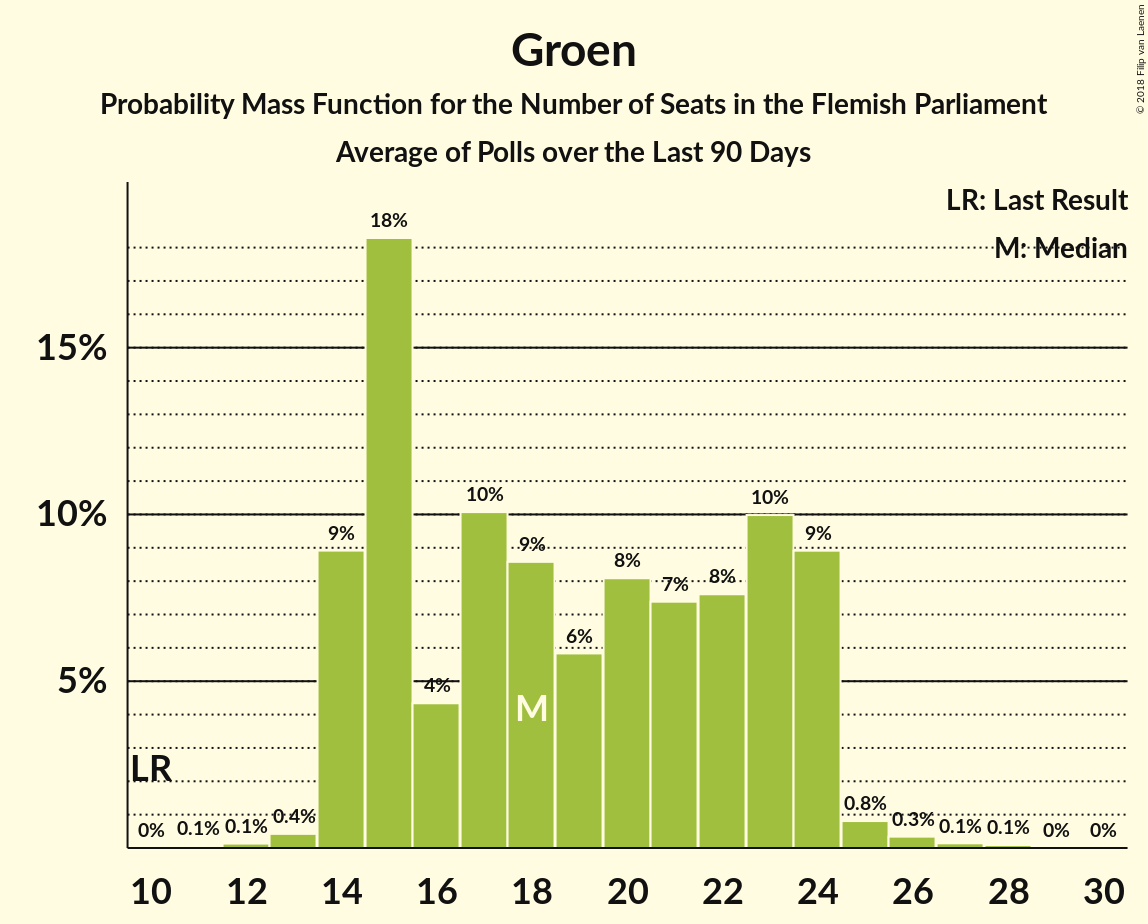 Groen
Probability Mass Function for the Number of Seats in the Flemish Parliament
Average of Polls over the Last 90 Days
© 2018 Filip van Laenen
LR: Last Result
M: Median
15%
10%
5%
18%
10%
10%
9%
9%
9%
8%
7%
8%
6%
4%
M
LR
0%
0.1%
0.1%
0.4%
0.8%
0.3%
0.1%
0.1%
0%
0%
10 12 14 16 18 20 22 24 26 28 30